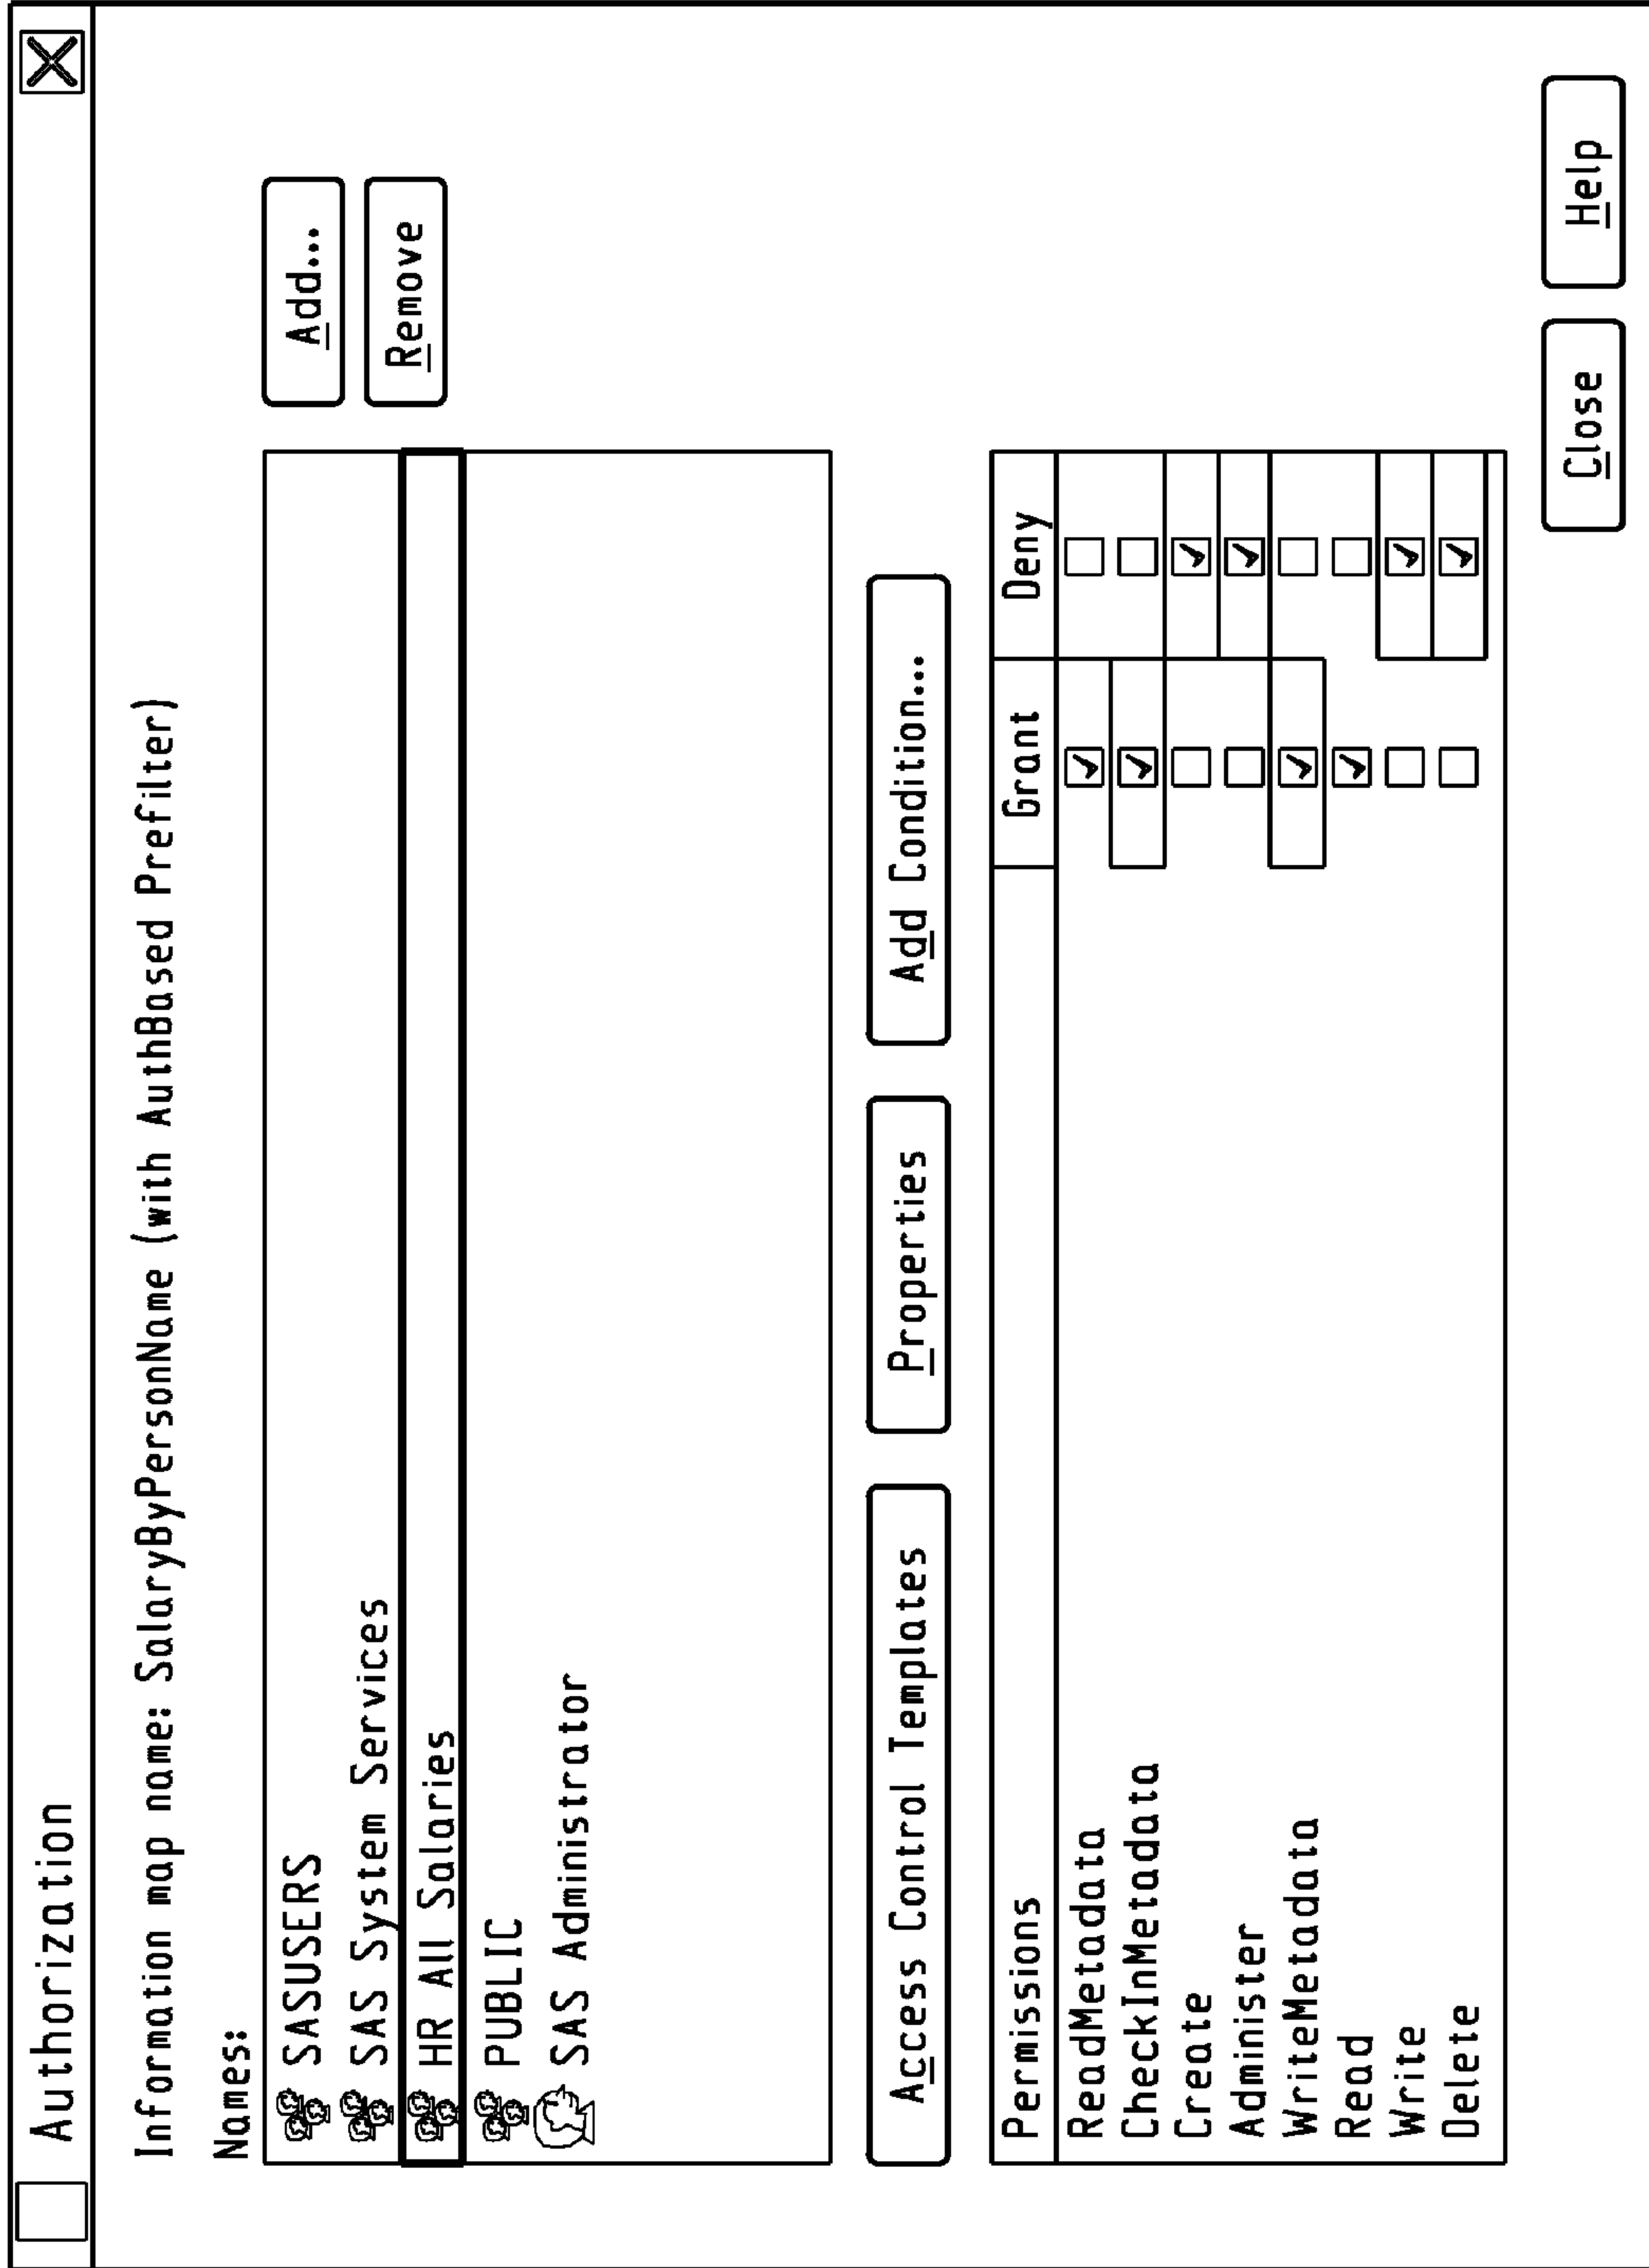 Authorization
Information map name: SalaryByPersonName (with AuthBased Prefilter)
Names:
SASUSERS
SAS System Services
HR All Salaries
PUBLIC
SAS Administrator
Add...
Remove
Access Control Templates Properties Add Condition...
Permissions Grant Deny
ReadMetadata
CheckInMetadata
Create
Administer
WriteMetadata
Read
Write
Delete
Close Help